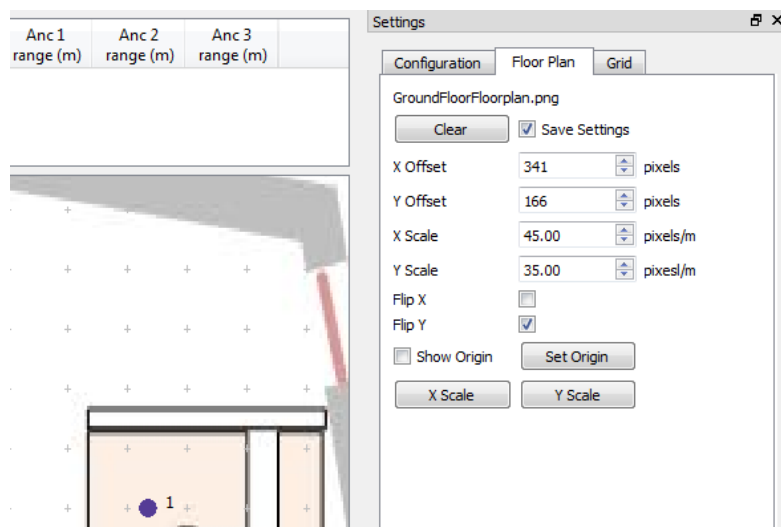 Settings
Anc 1 Anc 2 Anc 3
range (m) range (m) range (m)
Configuration Floor Plan Grid
GroundFloorFloorplan.png
Clear Save Settings
X Offset 341 pixels
Y Offset 166 pixels
X Scale 45.00 pixels/m
Y Scale 35.00 pixesl/m
Flip X
Flip Y
Show Origin Set Origin
X Scale Y Scale
1